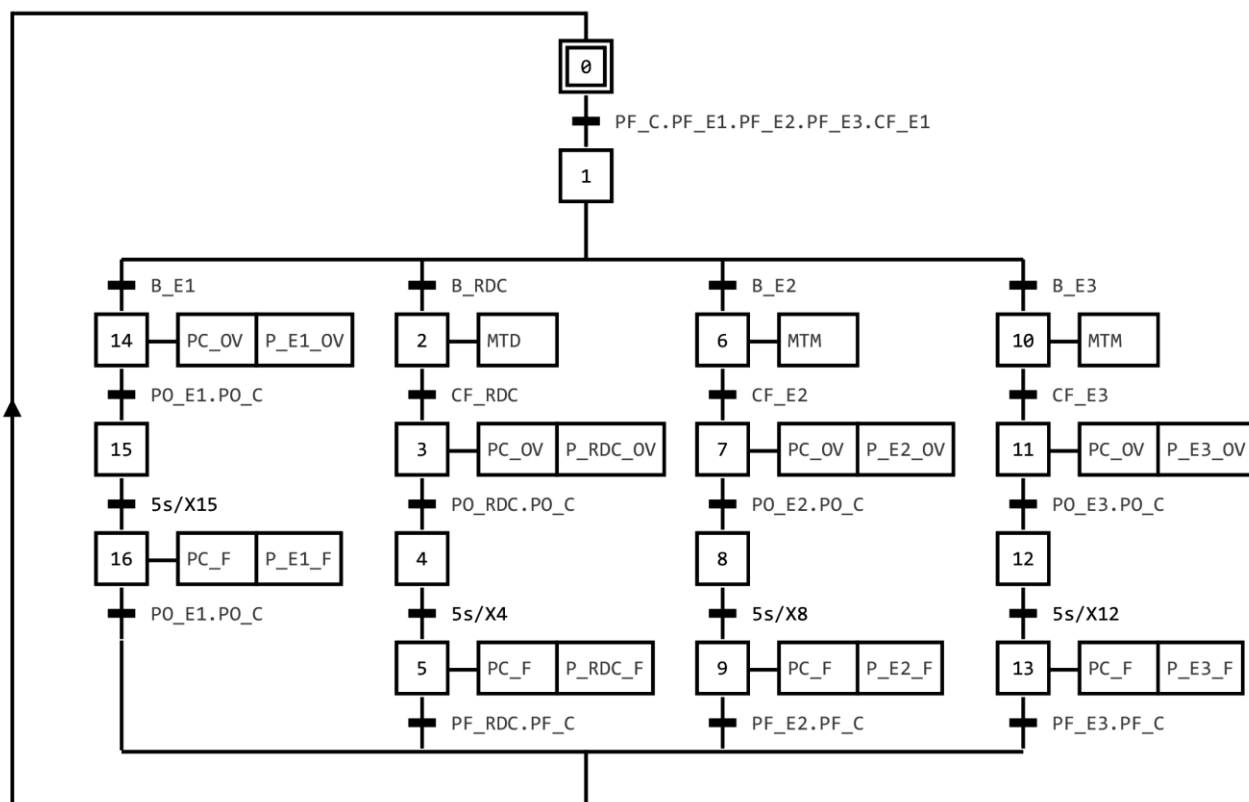 0
PF_C.PF_E1.PF_E2.PF_E3.CF_E1
1
B_E1 B_RDC B_E2 B_E3
14 PC_OV P_E1_OV 2 MTD 6 MTM 10 MTM
PO_E1.PO_C CF_RDC CF_E2 CF_E3
15 3 PC_OV P_RDC_OV 7 PC_OV P_E2_OV 11 PC_OV P_E3_OV
5s/X15 PO_RDC.PO_C PO_E2.PO_C PO_E3.PO_C
16 PC_F P_E1_F 4 8 12
PO_E1.PO_C 5s/X4 5s/X8 5s/X12
5 PC_F P_RDC_F 9 PC_F P_E2_F 13 PC_F P_E3_F
PF_RDC.PF_C PF_E2.PF_C PF_E3.PF_C